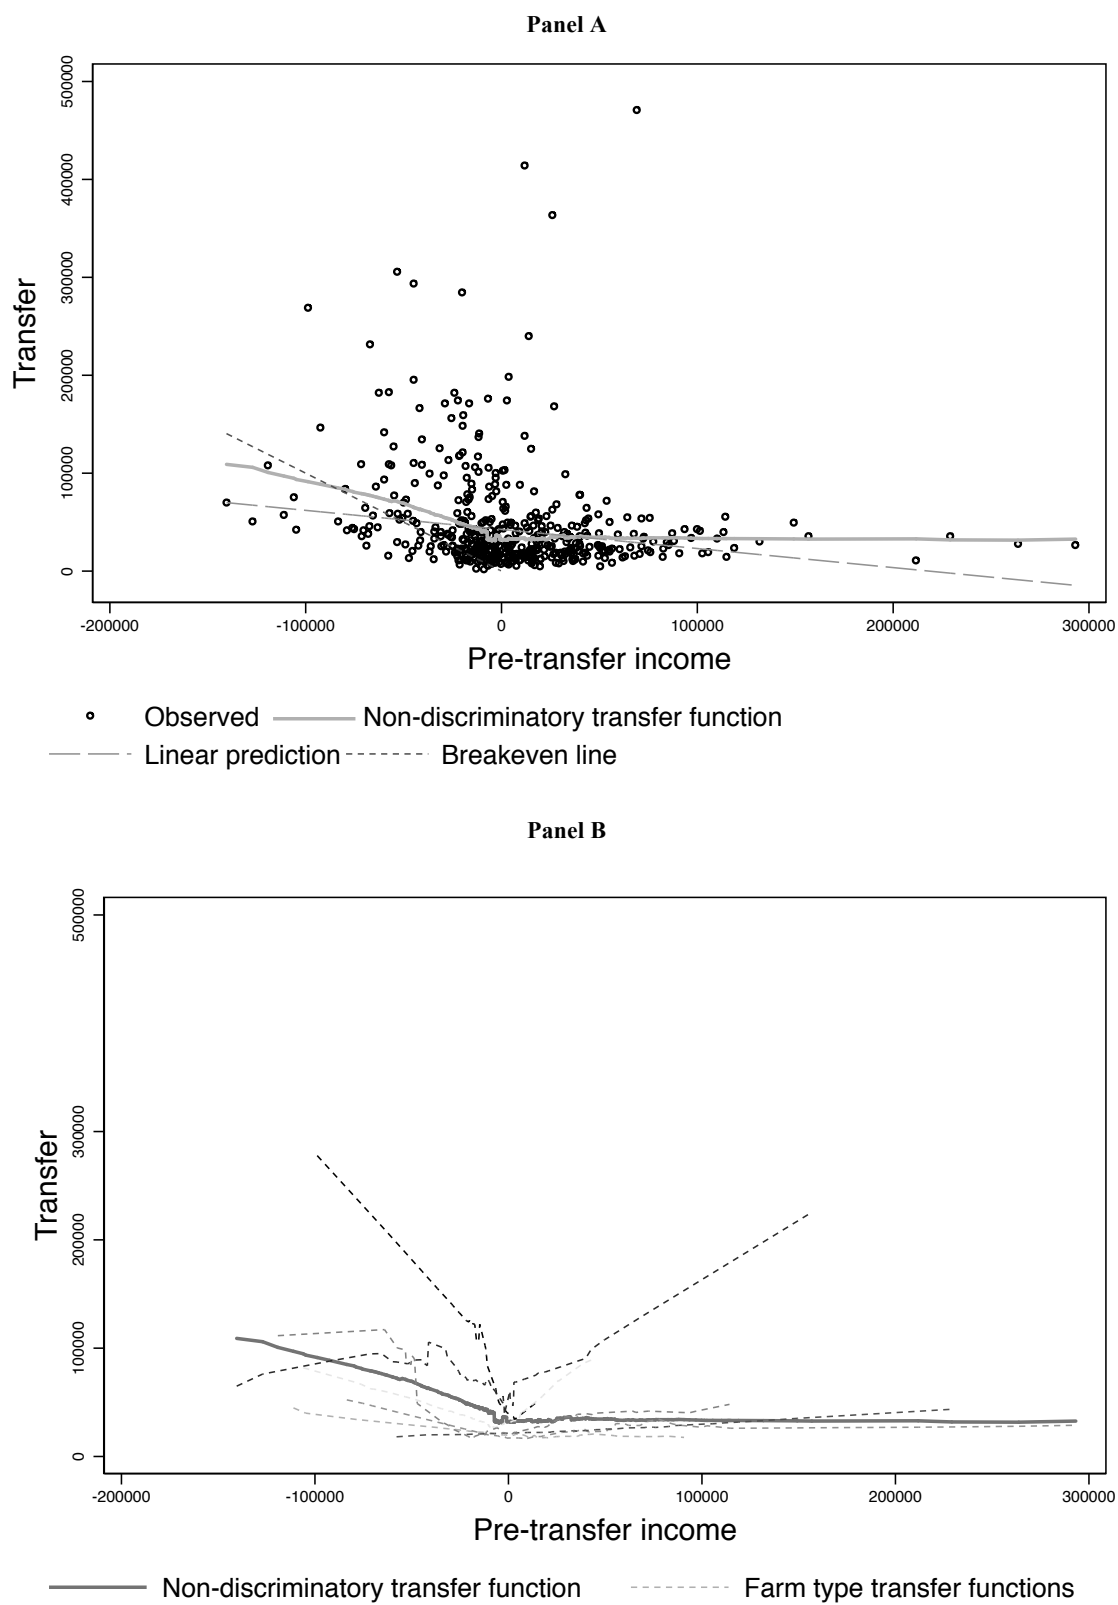 Panel A
500000
400000
300000
200000
100000
0
Transfer
-200000 -100000 0 100000 200000 300000
Pre-transfer income
Observed Non-discriminatory transfer function
Linear prediction Breakeven line
Panel B
500000
300000
200000
100000
0
Transfer
-200000 -100000 0 100000 200000 300000
Pre-transfer income
Non-discriminatory transfer function Farm type transfer functions